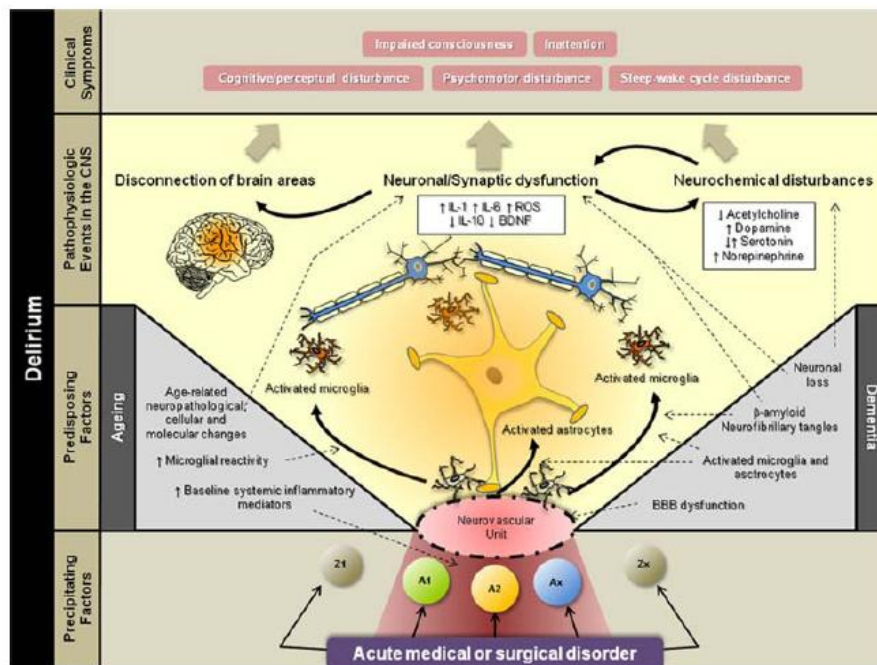 Delirium
Clinical
Symptoms
Impaired consciousness
Inattention
Cognitive/perceptual disturbance
Psychomotor disturbance
Sleep-wake cycle disturbance
Pathophysiologic
Events in the CNS
Disconnection of brain areas
Neuronal/Synaptic dysfunction
Neurochemical disturbances
↑ IL-1 ↑ IL-6 ↑ ROS
↓ IL-10 ↓ BDNF
↓ Acetylcholine
↑ Dopamine
↓↑ Serotonin
↑ Norepinephrine
Predisposing
Factors
Ageing
Age-related
neuropathological,
cellular and
molecular changes
↑ Microglial reactivity
↑ Baseline systemic inflammatory
mediators
Activated microglia
Activated astrocytes
Activated microglia
Neurovascular
Unit
Neuronal
loss
β-amyloid
Neurofibrillary tangles
Activated microglia and
asctrocytes
BBB dysfunction
Dementia
Precipitating
Factors
21
A1
A2
Ax
2x
Acute medical or surgical disorder